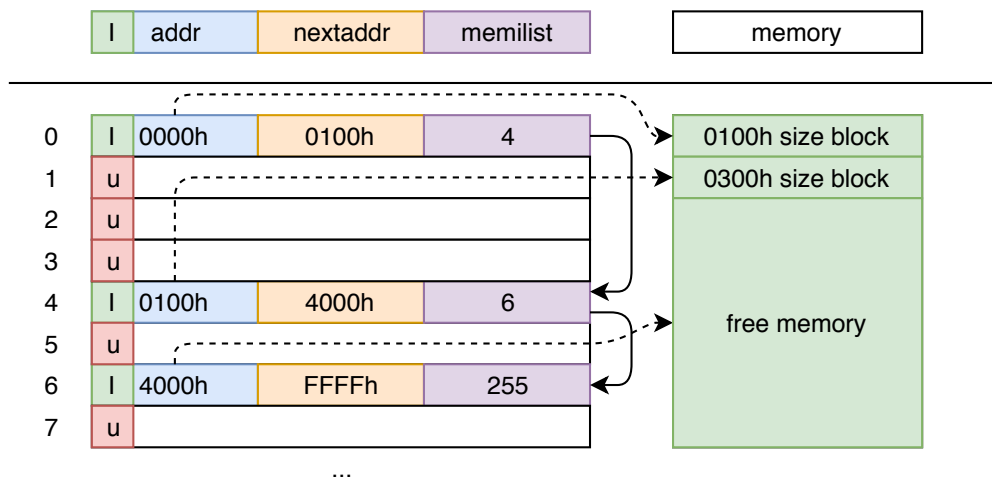 l addr nextaddr memilist memory
0 l 0000h 0100h 4 0100h size block
1 u 0300h size block
2 u
3 u
4 l 0100h 4000h 6 free memory
5 u
6 l 4000h FFFFh 255
7 u
...